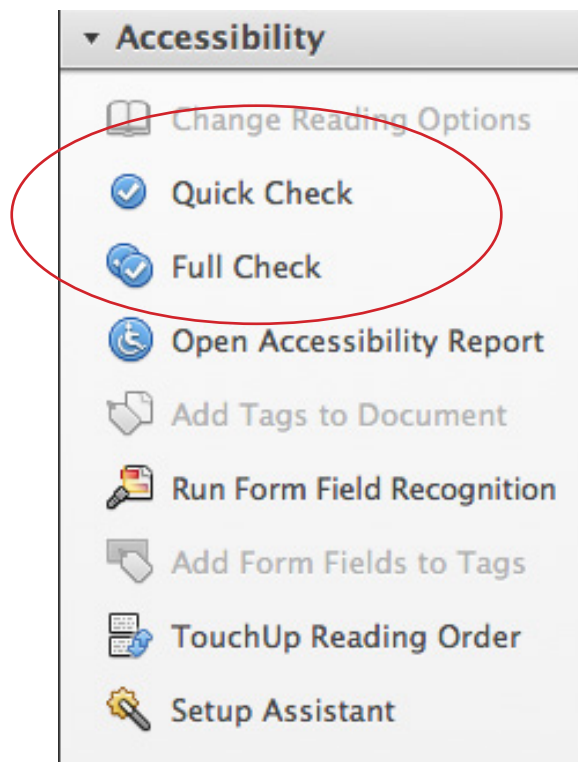 Accessibility
Change Reading Options
Quick Check
Full Check
Open Accessibility Report
Add Tags to Document
Run Form Field Recognition
Add Form Fields to Tags
TouchUp Reading Order
Setup Assistant